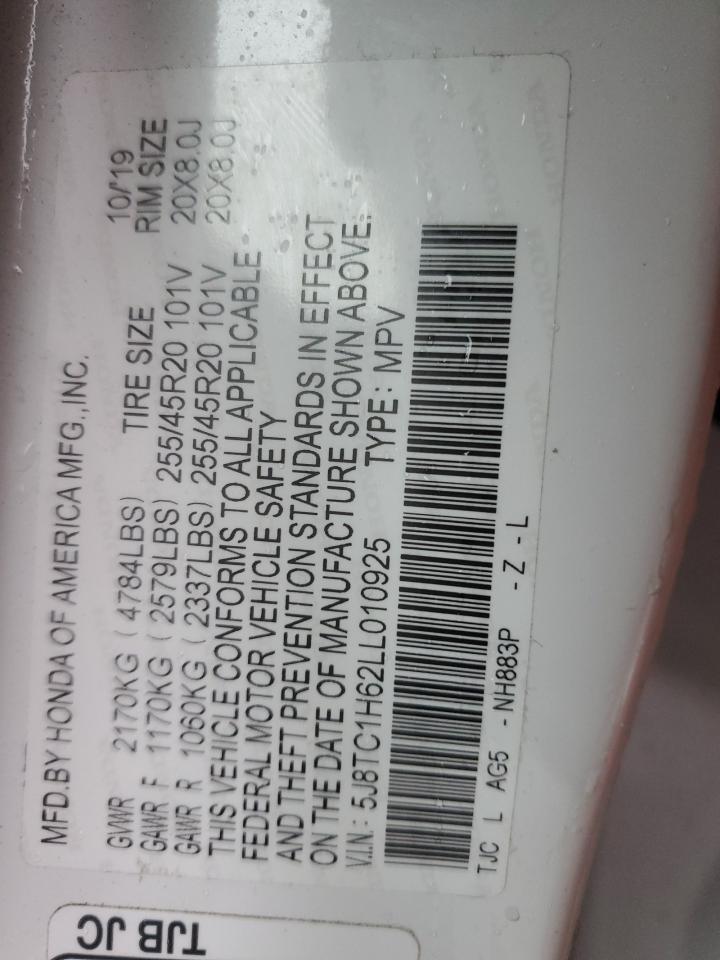 MFD.BY HONDA OF AMERICA MFG.,INC.
10/19
GVWR 2170KG ( 4784LBS) TIRE SIZE RIM SIZE
GAWR F 1170KG ( 2579LBS) 255/45R20 101V 20X8.0J
GAWR R 1060KG ( 2337LBS) 255/45R20 101V 20X8.0J
THIS VEHICLE CONFORMS TO ALL APPLICABLE
FEDERAL MOTOR VEHICLE SAFETY
AND THEFT PREVENTION STANDARDS IN EFFECT
ON THE DATE OF MANUFACTURE SHOWN ABOVE.
V.I.N.: 5J8TC1H62LL010925 TYPE: MPV
TJC L AG5 -NH883P -Z -L
TJB JC